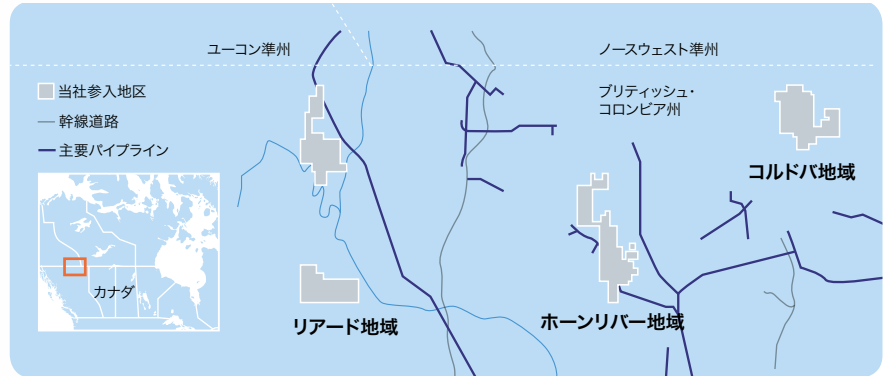 ユーコン準州
ノースウェスト準州
当社参入地区
ブリティッシュ・
コロンビア州
幹線道路
主要パイプライン
コルドバ地域
カナダ
リアード地域
ホーンリバー地域